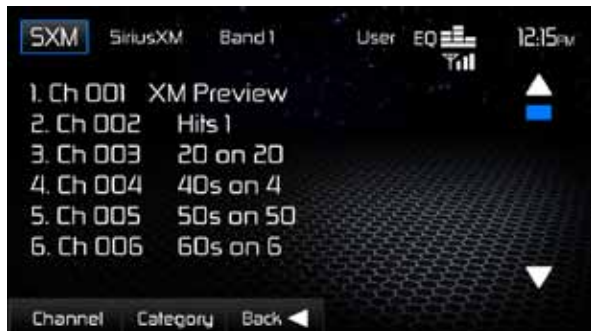 SXM SiriusXM Band 1 User EQ 12:15PM
1. Ch 001 XM Preview
2. Ch 002 Hits 1
3. Ch 003 20 on 20
4. Ch 004 40s on 4
5. Ch 005 50s on 50
6. Ch 006 60s on 6
Channel Category Back